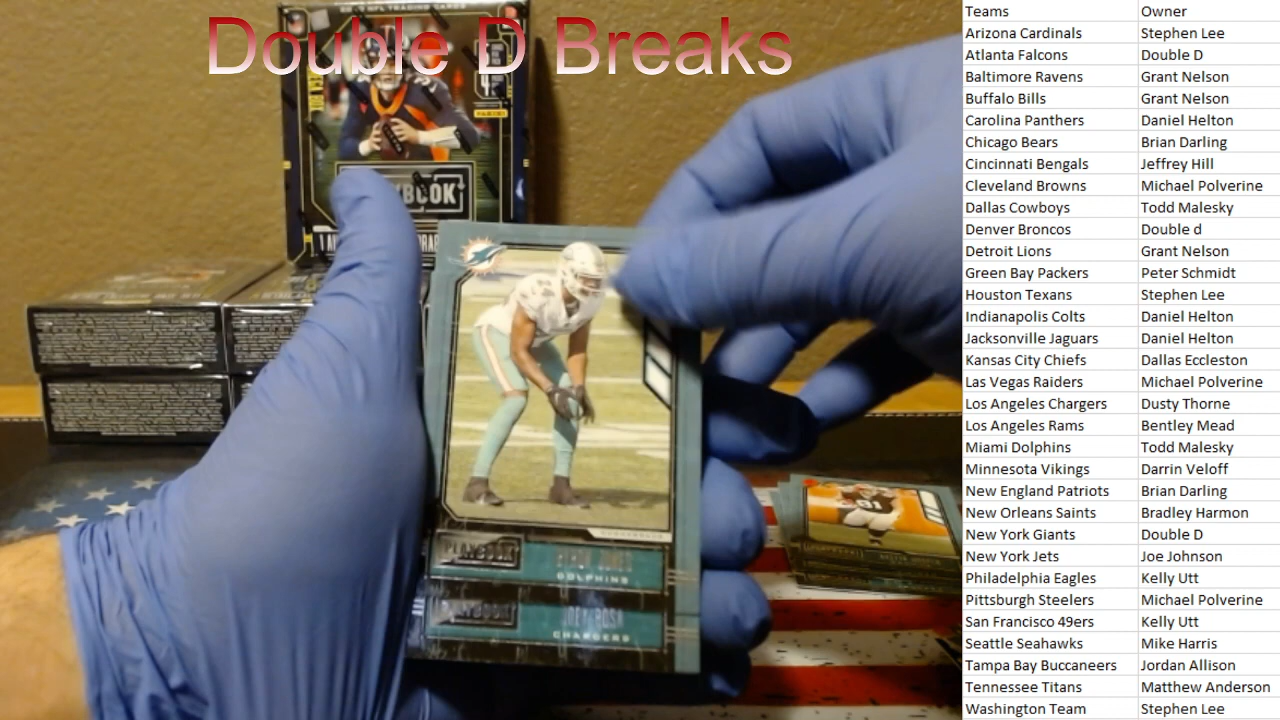 Double D Breaks
PLAYBOOK
DOLPHINS
PLAYBOOK
JOEY BOSA
CHARGERS
Teams Owner
Arizona Cardinals Stephen Lee
Atlanta Falcons Double D
Baltimore Ravens Grant Nelson
Buffalo Bills Grant Nelson
Carolina Panthers Daniel Helton
Chicago Bears Brian Darling
Cincinnati Bengals Jeffrey Hill
Cleveland Browns Michael Polverine
Dallas Cowboys Todd Malesky
Denver Broncos Double d
Detroit Lions Grant Nelson
Green Bay Packers Peter Schmidt
Houston Texans Stephen Lee
Indianapolis Colts Daniel Helton
Jacksonville Jaguars Daniel Helton
Kansas City Chiefs Dallas Eccleston
Las Vegas Raiders Michael Polverine
Los Angeles Chargers Dusty Thorne
Los Angeles Rams Bentley Mead
Miami Dolphins Todd Malesky
Minnesota Vikings Darrin Veloff
New England Patriots Brian Darling
New Orleans Saints Bradley Harmon
New York Giants Double D
New York Jets Joe Johnson
Philadelphia Eagles Kelly Utt
Pittsburgh Steelers Michael Polverine
San Francisco 49ers Kelly Utt
Seattle Seahawks Mike Harris
Tampa Bay Buccaneers Jordan Allison
Tennessee Titans Matthew Anderson
Washington Team Stephen Lee